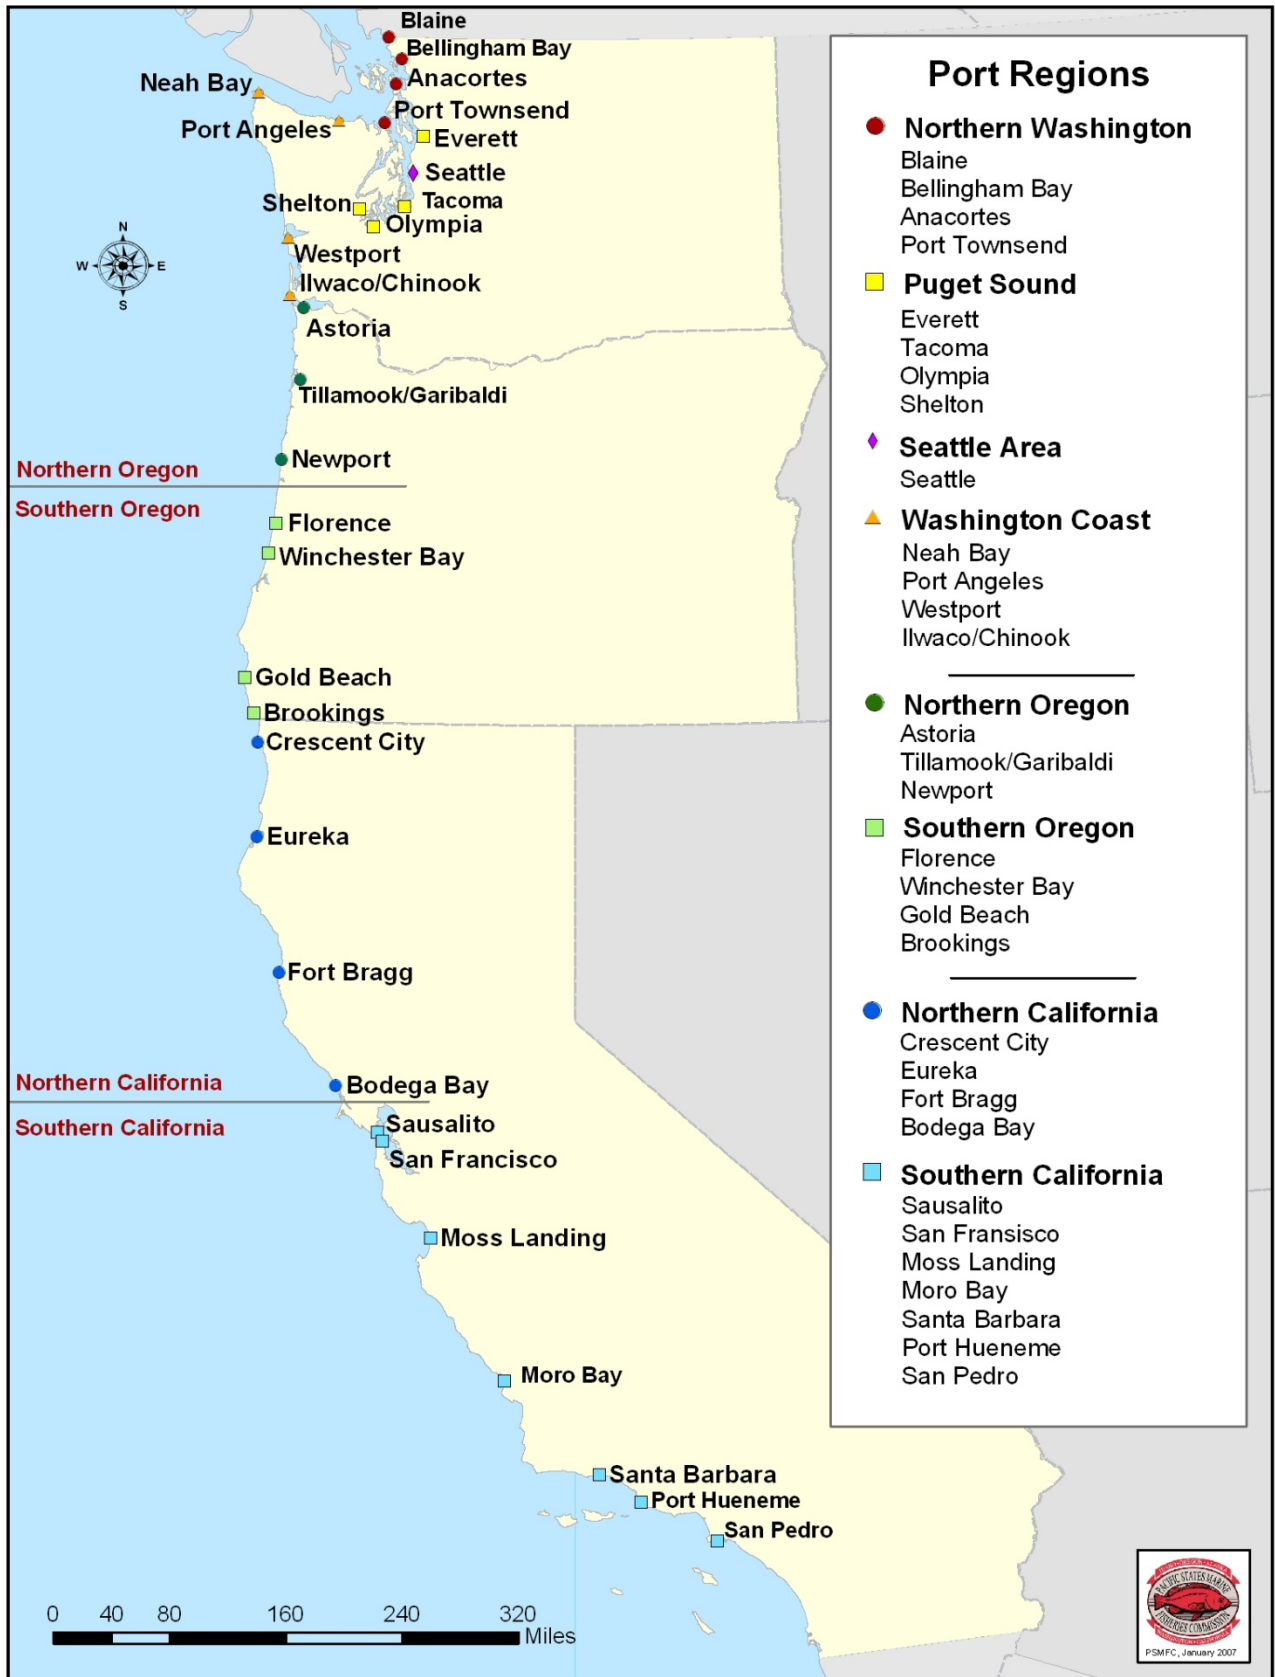 Blaine
Bellingham Bay
Neah Bay
Anacortes
Port Townsend
Port Angeles
Everett
Seattle
Shelton
Tacoma
Olympia
N
W
E
S
Westport
Ilwaco/Chinook
Astoria
Tillamook/Garibaldi
Newport
Northern Oregon
Southern Oregon
Florence
Winchester Bay
Gold Beach
Brookings
Crescent City
Eureka
Fort Bragg
Northern California
Bodega Bay
Southern California
Sausalito
San Francisco
Moss Landing
Moro Bay
Santa Barbara
Port Hueneme
San Pedro
0 40 80 160 240 320
Miles
Port Regions
Northern Washington
Blaine
Bellingham Bay
Anacortes
Port Townsend
Puget Sound
Everett
Tacoma
Olympia
Shelton
Seattle Area
Seattle
Washington Coast
Neah Bay
Port Angeles
Westport
Ilwaco/Chinook
Northern Oregon
Astoria
Tillamook/Garibaldi
Newport
Southern Oregon
Florence
Winchester Bay
Gold Beach
Brookings
Northern California
Crescent City
Eureka
Fort Bragg
Bodega Bay
Southern California
Sausalito
San Fransisco
Moss Landing
Moro Bay
Santa Barbara
Port Hueneme
San Pedro
PACIFIC STATES MARINE
FISHERIES COMMISSION
PSMFC, January 2007